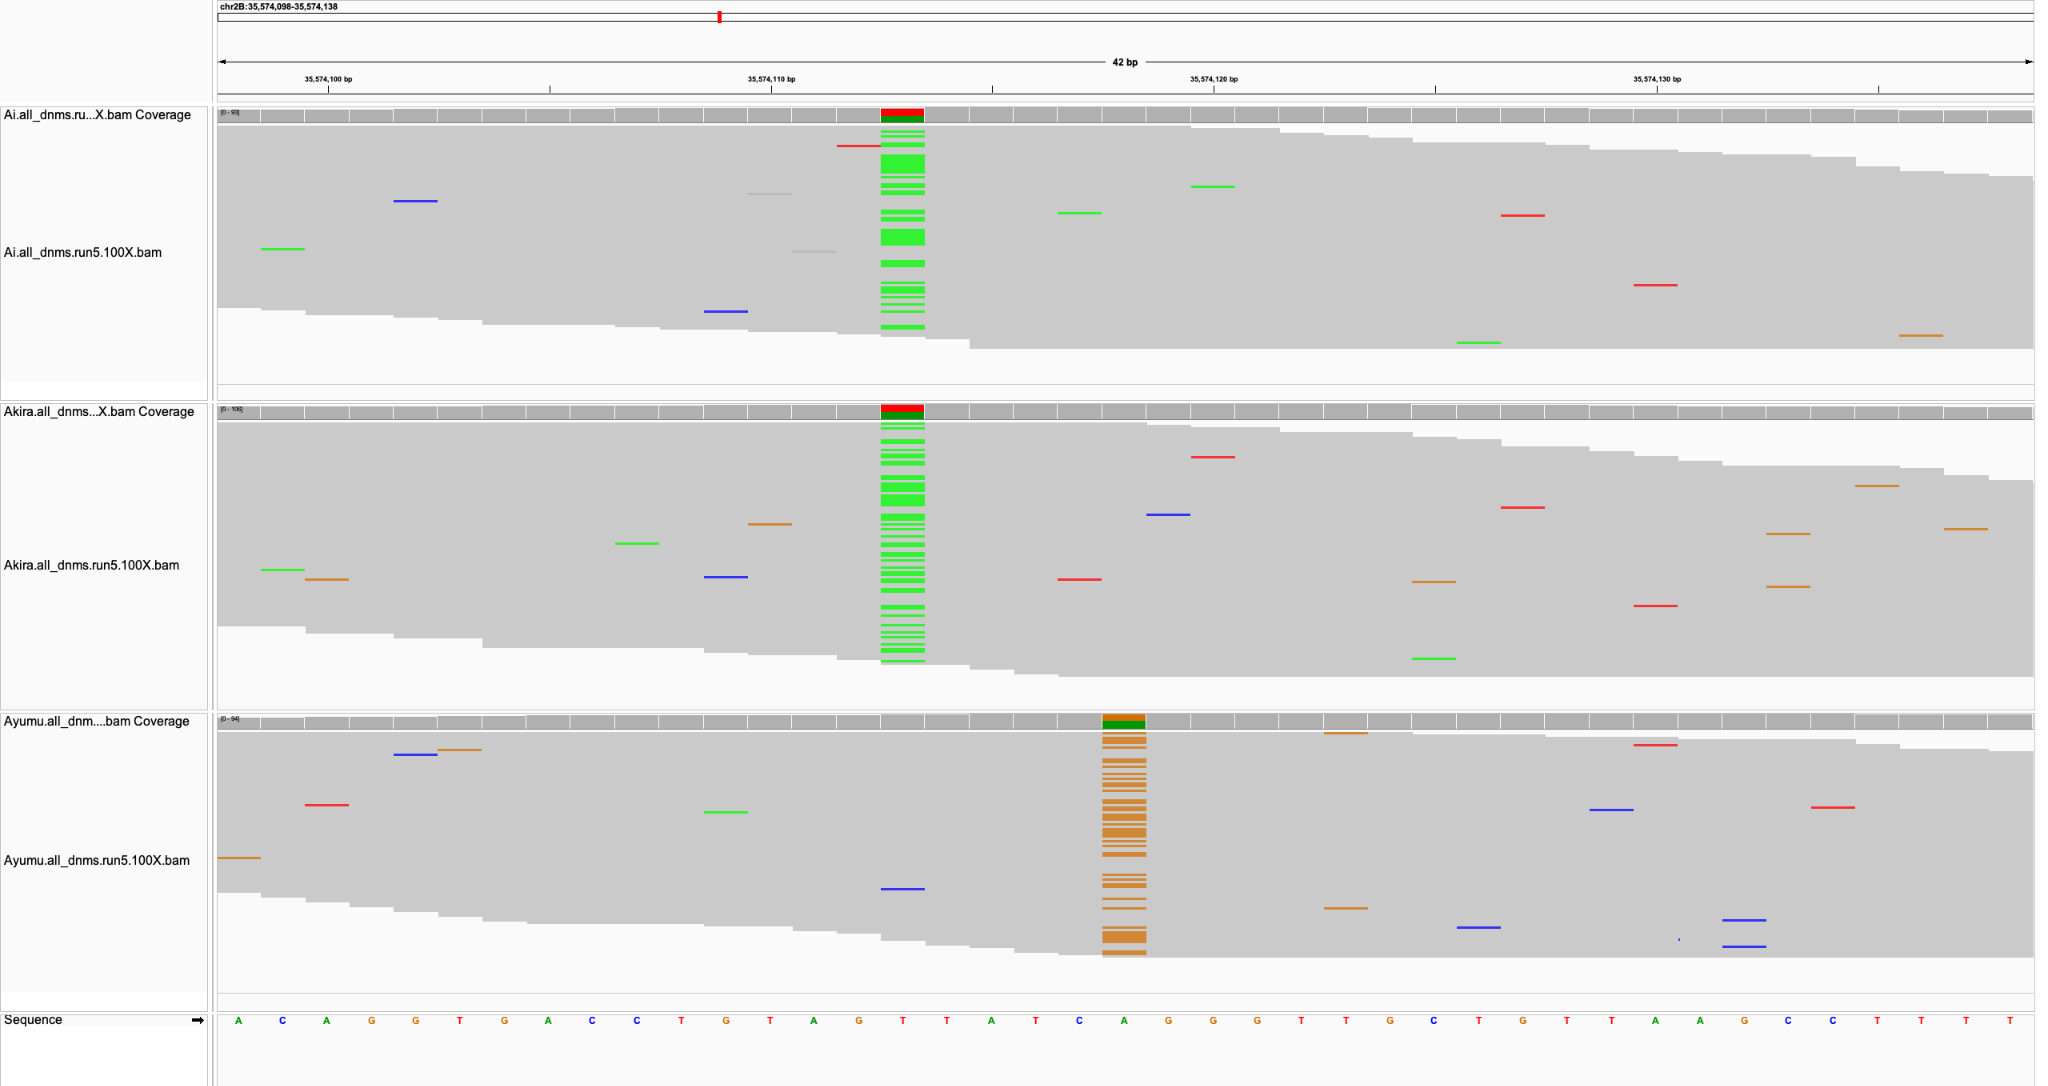 chr2B:35,574,098-35,574,138
42 bp
35,574,100 bp 35,574,110 bp 35,574,120 bp 35,574,130 bp
Ai.all_dnms.ru...X.bam Coverage
[0 - 93]
Ai.all_dnms.run5.100X.bam
Akira.all_dnms...X.bam Coverage
[0 - 106]
Akira.all_dnms.run5.100X.bam
Ayumu.all_dnm....bam Coverage
[0 - 94]
Ayumu.all_dnms.run5.100X.bam
Sequence A C A G G T G A C C T G T A G T T A T C A G G G T T G C T G T T A A G C C T T T T